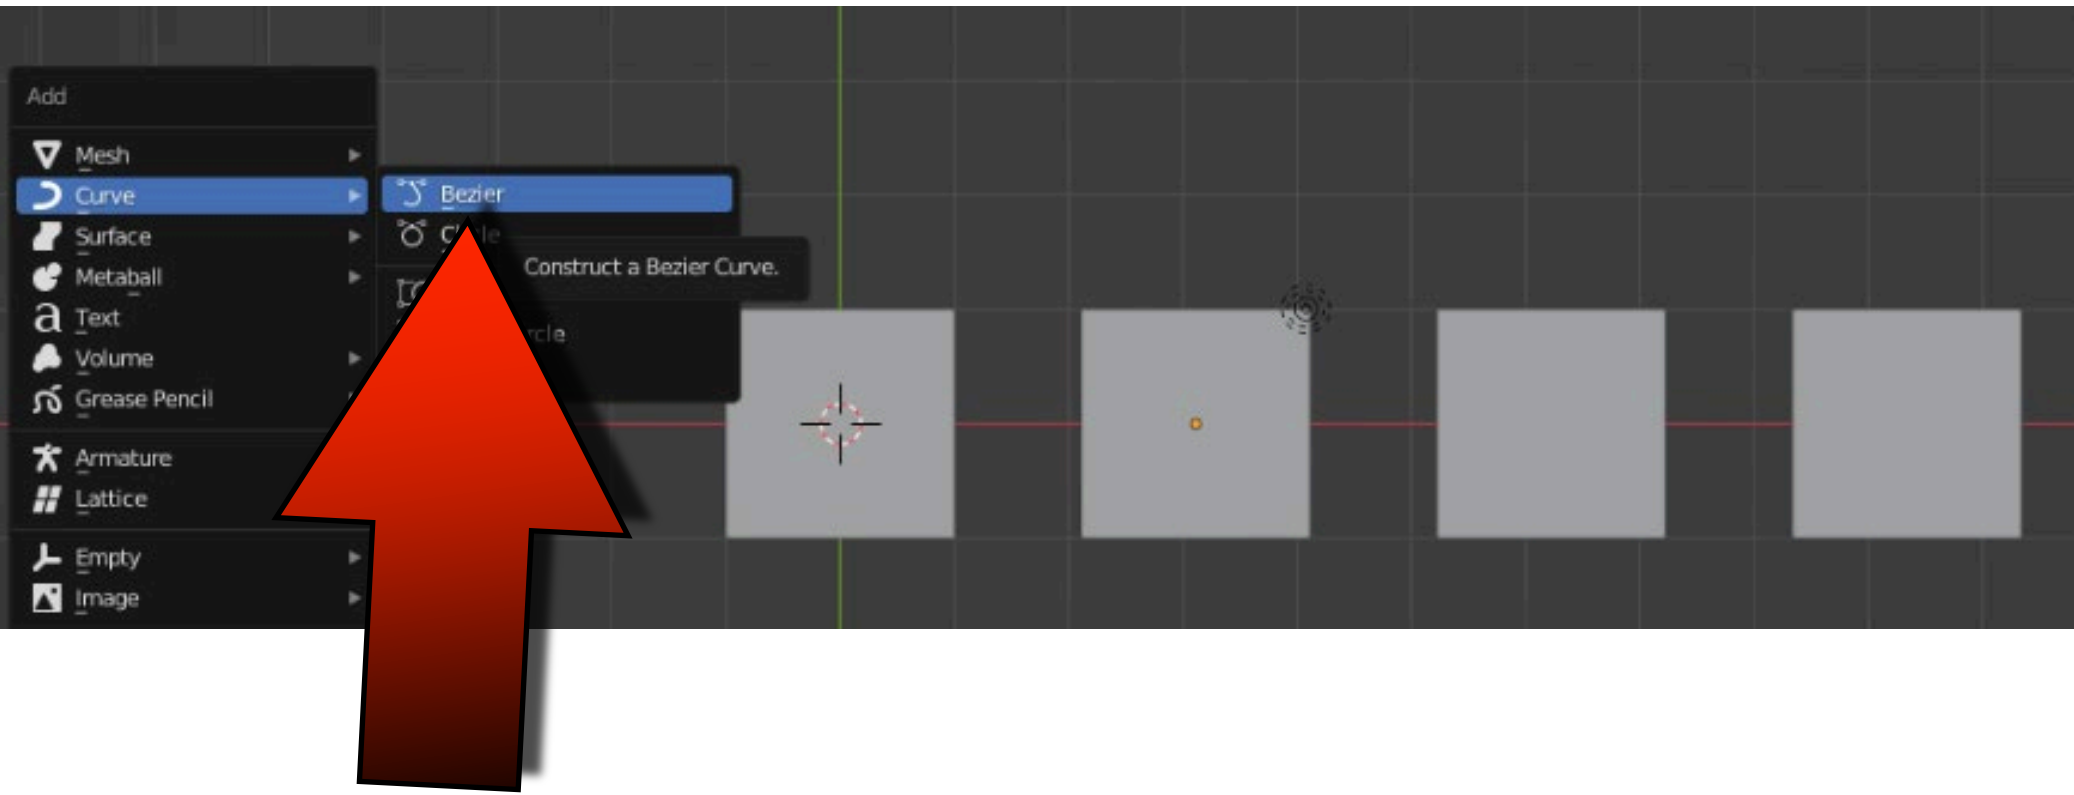 Add
Mesh
Curve
Surface
Metaball
Text
Volume
Grease Pencil
Armature
Lattice
Empty
Image
Bezier
Construct a Bezier Curve.